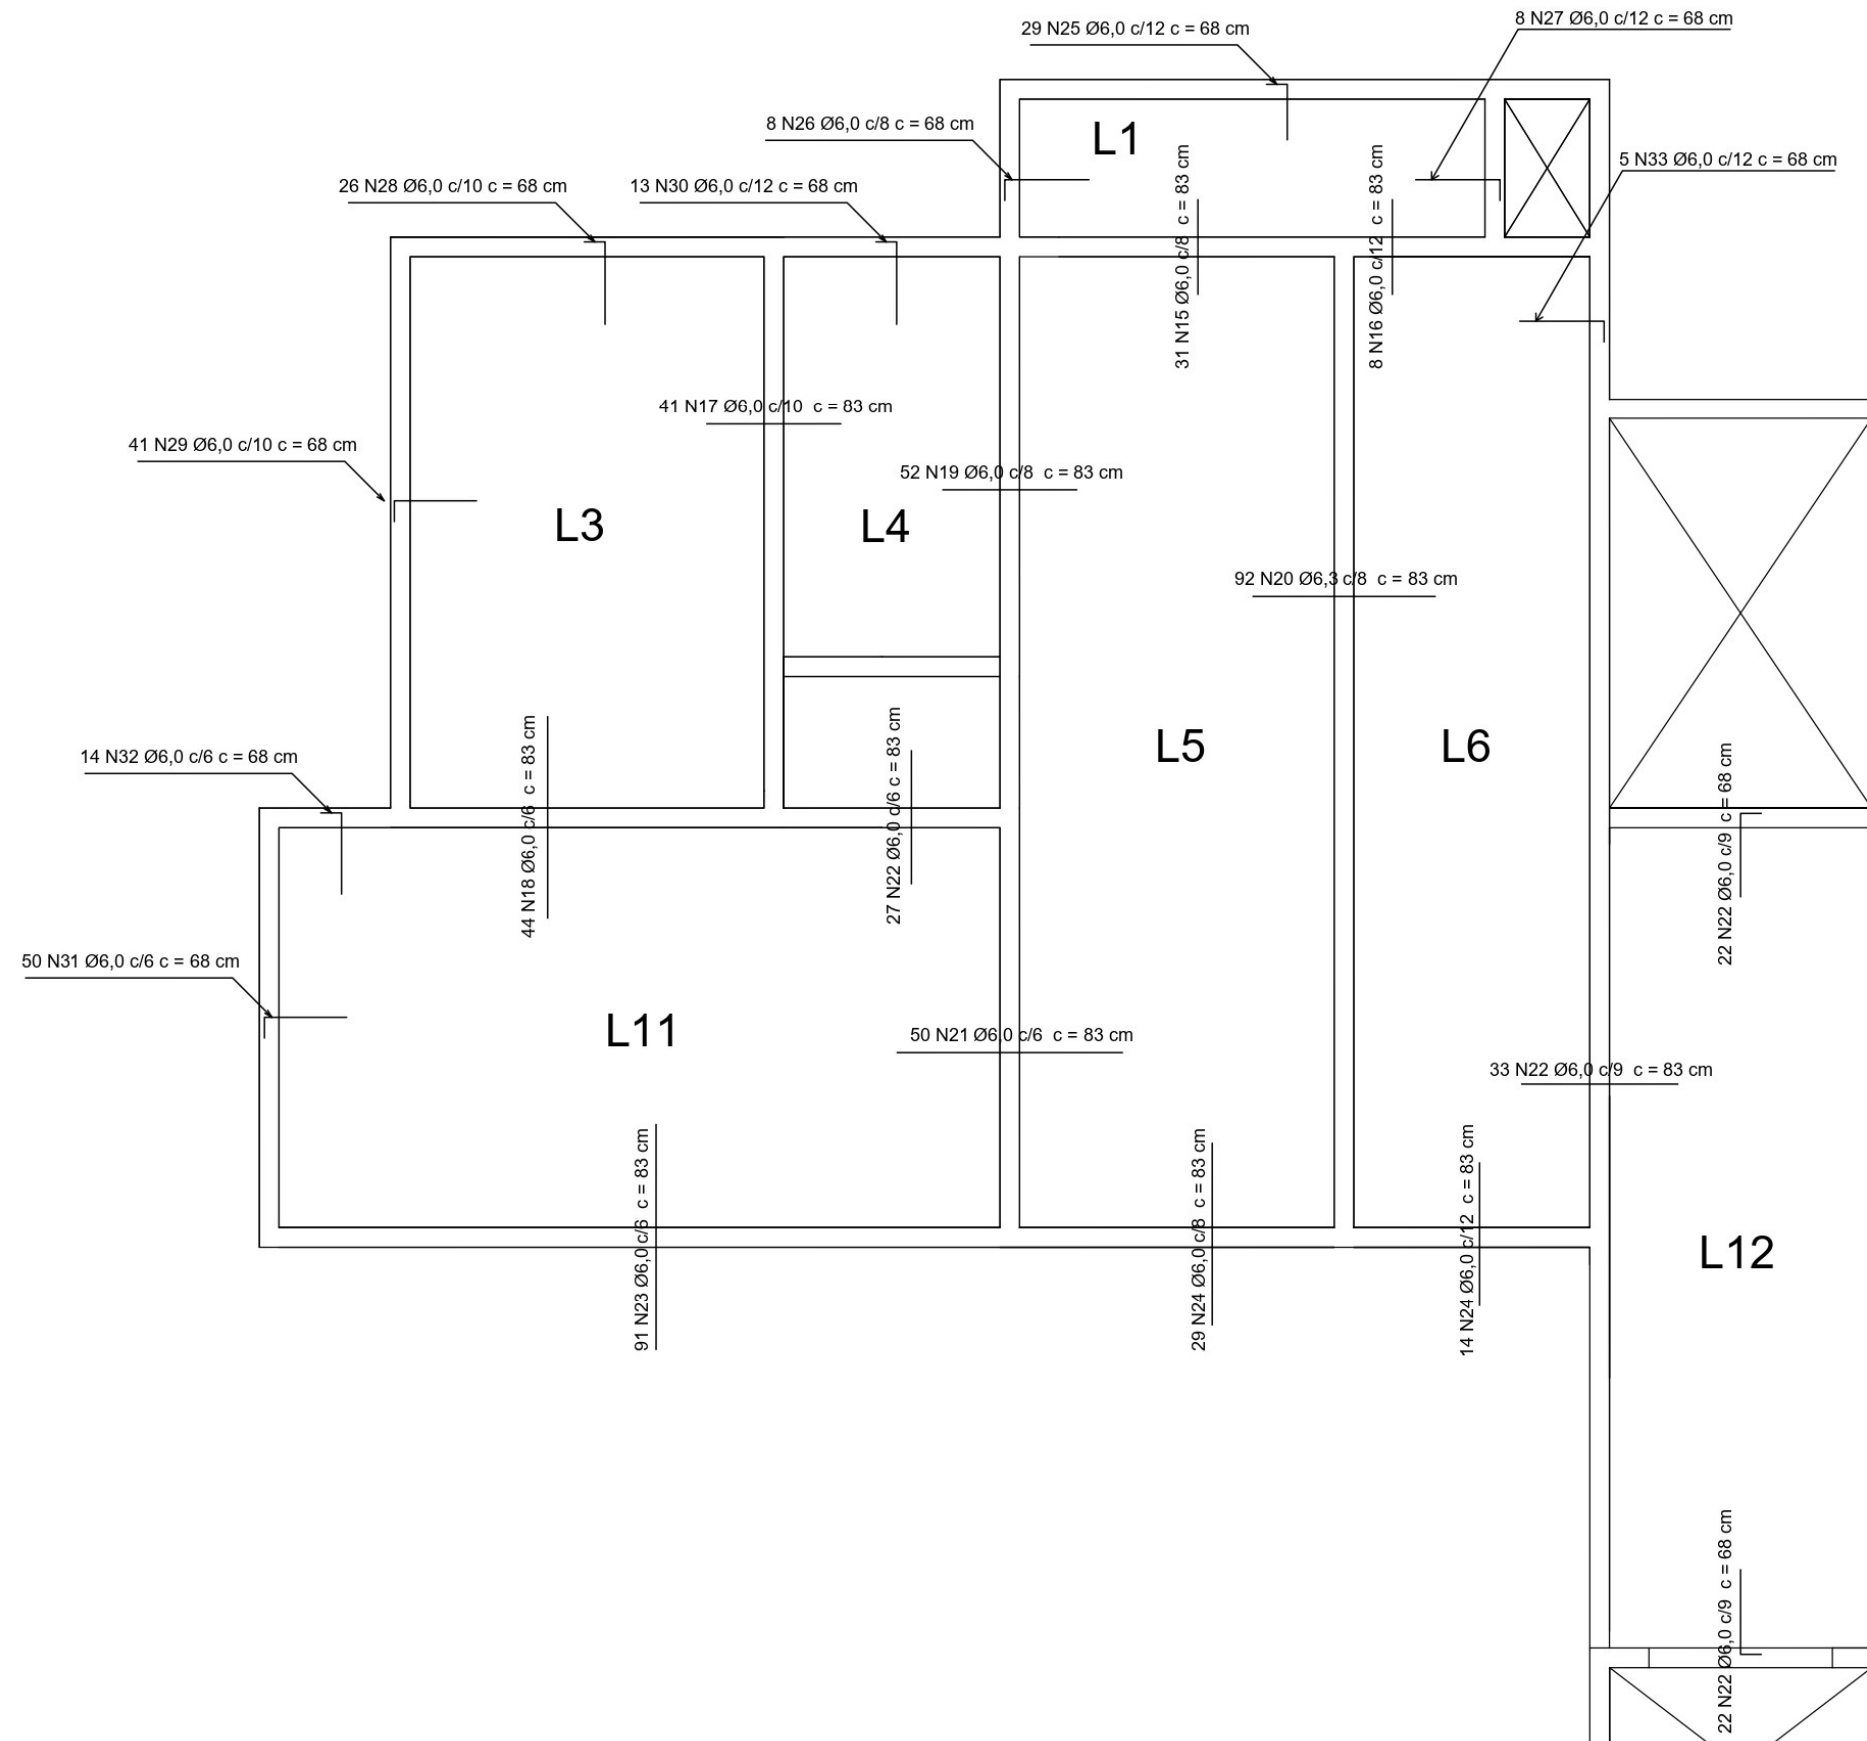 8 N27 Ø6,0 c/12 c = 68 cm
29 N25 Ø6,0 c/12 c = 68 cm
8 N26 Ø6,0 c/8 c = 68 cm
L1
5 N33 Ø6,0 c/12 c = 68 cm
26 N28 Ø6,0 c/10 c = 68 cm
13 N30 Ø6,0 c/12 c = 68 cm
31 N15 Ø6,0 c/8 c = 83 cm
8 N16 Ø6,0 c/12 c = 83 cm
41 N17 Ø6,0 c/10 c = 83 cm
41 N29 Ø6,0 c/10 c = 68 cm
52 N19 Ø6,0 c/8 c = 83 cm
L3
L4
92 N20 Ø6,3 c/8 c = 83 cm
L5
L6
14 N32 Ø6,0 c/6 c = 68 cm
44 N18 Ø6,0 c/6 c = 83 cm
27 N22 Ø6,0 c/6 c = 83 cm
22 N22 Ø6,0 c/9 c = 68 cm
50 N31 Ø6,0 c/6 c = 68 cm
L11
50 N21 Ø6,0 c/6 c = 83 cm
33 N22 Ø6,0 c/9 c = 83 cm
91 N23 Ø6,0 c/6 c = 83 cm
29 N24 Ø6,0 c/8 c = 83 cm
14 N24 Ø6,0 c/12 c = 83 cm
L12
22 N22 Ø6,0 c/9 c = 68 cm